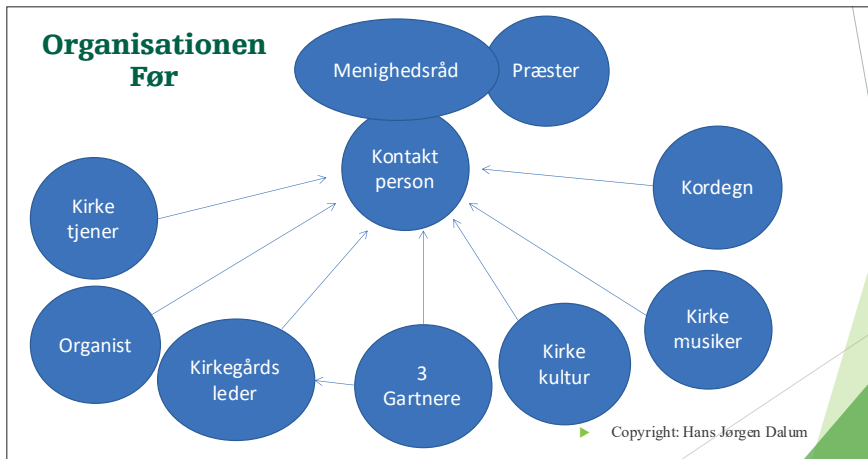 Organisationen
Før
Menighedsråd
Præster
Kontakt
person
Kordegn
Kirke
tjener
Organist
Kirkegårds
leder
3
Gartnere
Kirke
kultur
Kirke
musiker
Copyright: Hans Jørgen Dalum